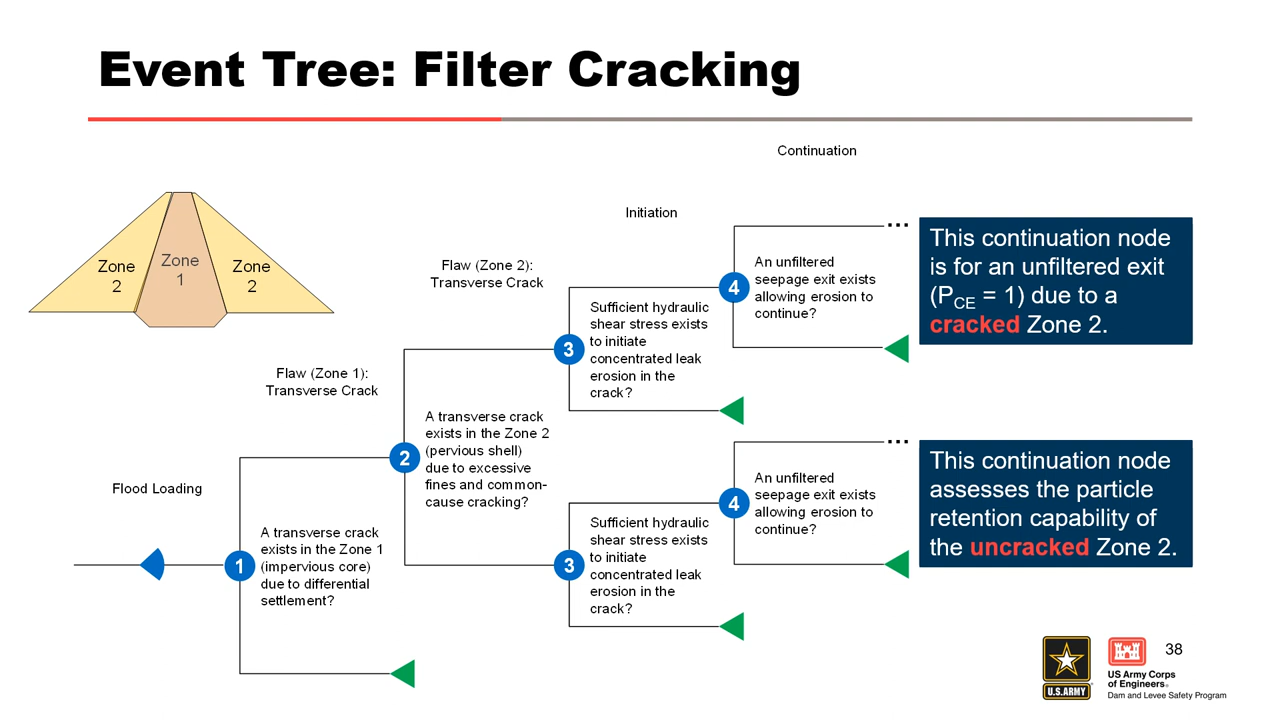 Event Tree: Filter Cracking
Continuation
Initiation
Flaw (Zone 2):
Transverse Crack
Flaw (Zone 1):
Transverse Crack
Flood Loading
Zone
2
Zone
1
Zone
2
1
A transverse crack
exists in the Zone 1
(impervious core)
due to differential
settlement?
2
A transverse crack
exists in the Zone 2
(pervious shell)
due to excessive
fines and common-
cause cracking?
3
Sufficient hydraulic
shear stress exists
to initiate
concentrated leak
erosion in the
crack?
4
An unfiltered
seepage exit exists
allowing erosion to
continue?
...
This continuation node
is for an unfiltered exit
(PCE = 1) due to a
cracked Zone 2.
3
Sufficient hydraulic
shear stress exists
to initiate
concentrated leak
erosion in the
crack?
4
An unfiltered
seepage exit exists
allowing erosion to
continue?
...
This continuation node
assesses the particle
retention capability of
the uncracked Zone 2.
U.S.ARMY
US Army Corps
of Engineers®
Dam and Levee Safety Program
38